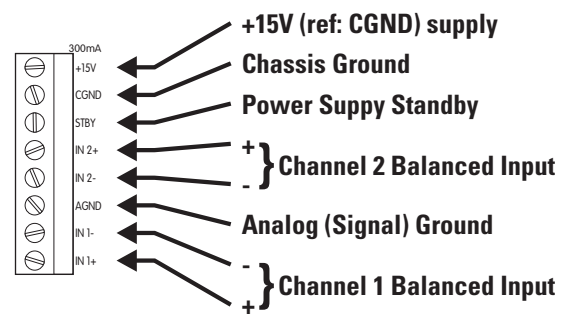 +15V (ref: CGND) supply
300mA
+15V
Chassis Ground
CGND
Power Suppy Standby
STBY
IN 2+
+
} Channel 2 Balanced Input
IN 2-
-
AGND
Analog (Signal) Ground
IN 1-
-
} Channel 1 Balanced Input
IN 1+
+